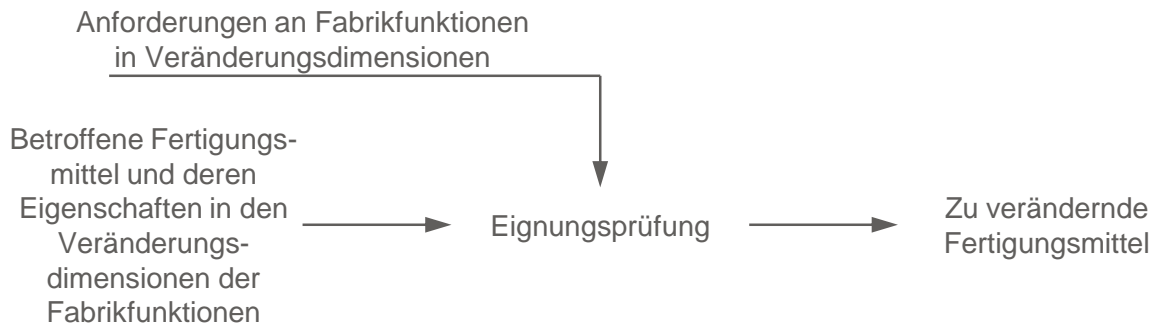 Anforderungen an Fabrikfunktionen
in Veränderungsdimensionen
Betroffene Fertigungs-
mittel und deren
Eigenschaften in den
Veränderungs-
dimensionen der
Fabrikfunktionen
Eignungsprüfung
Zu verändernde
Fertigungsmittel